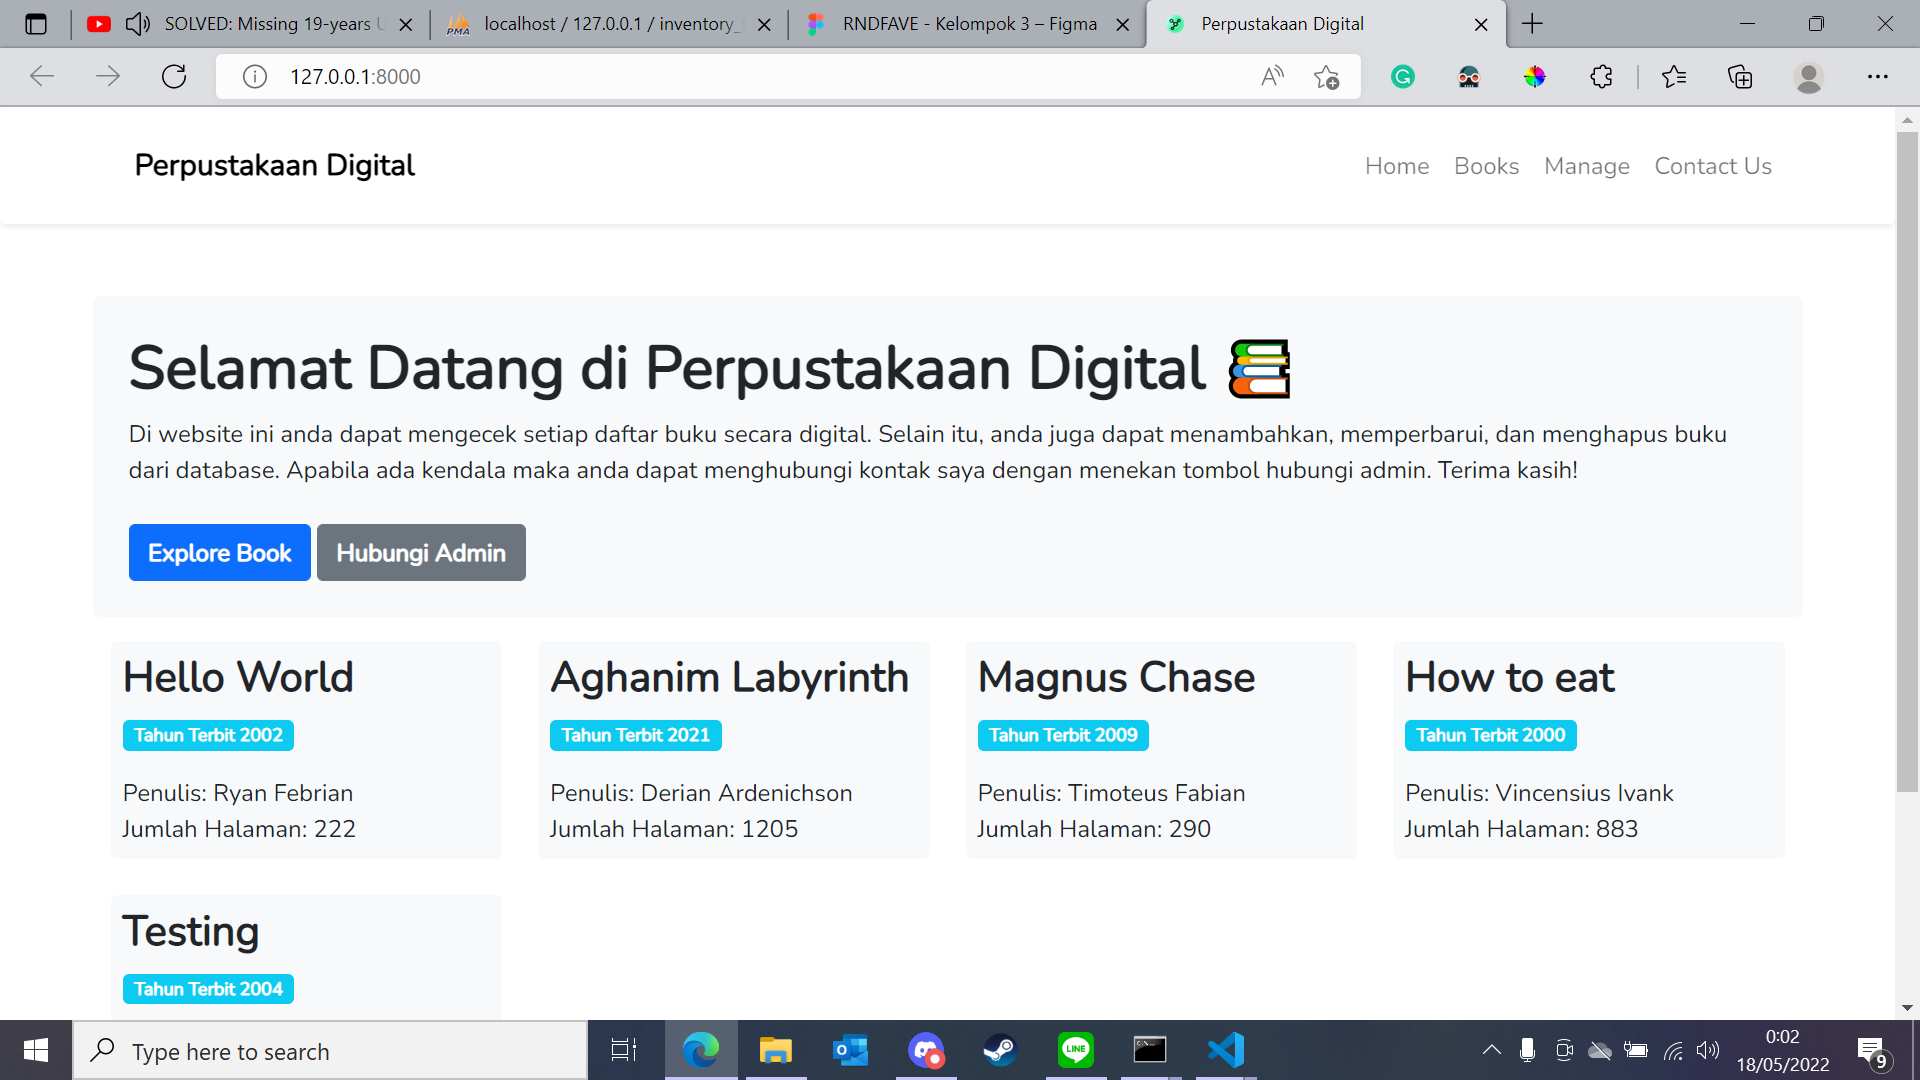 SOLVED: Missing 19-years U
localhost / 127.0.0.1 / inventory_
RNDFAVE - Kelompok 3 – Figma
Perpustakaan Digital
127.0.0.1:8000
Perpustakaan Digital
Home
Books
Manage
Contact Us
Selamat Datang di Perpustakaan Digital
Di website ini anda dapat mengecek setiap daftar buku secara digital. Selain itu, anda juga dapat menambahkan, memperbarui, dan menghapus buku
dari database. Apabila ada kendala maka anda dapat menghubungi kontak saya dengan menekan tombol hubungi admin. Terima kasih!
Explore Book
Hubungi Admin
Hello World
Tahun Terbit 2002
Penulis: Ryan Febrian
Jumlah Halaman: 222
Aghanim Labyrinth
Tahun Terbit 2021
Penulis: Derian Ardenichson
Jumlah Halaman: 1205
Magnus Chase
Tahun Terbit 2009
Penulis: Timoteus Fabian
Jumlah Halaman: 290
How to eat
Tahun Terbit 2000
Penulis: Vincensius Ivank
Jumlah Halaman: 883
Testing
Tahun Terbit 2004
Type here to search
LINE
0:02
18/05/2022
9